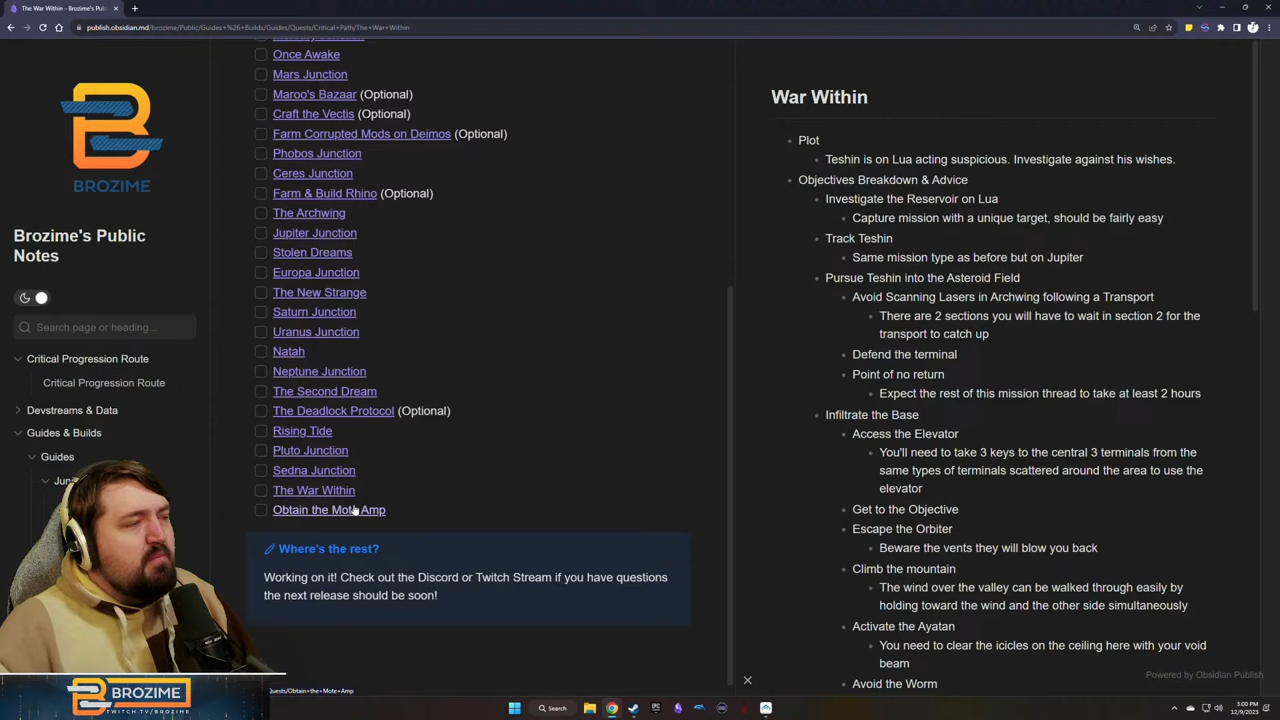 The War Within - Brozime's P
publish.obsidian.md/brozime/Public/Guides+%26+Builds/Guides/Quests/Critical+Path/The+War+Within
BROZIME
Brozime's Public
Notes
Search page or heading...
Critical Progression Route
Critical Progression Route
Devstreams & Data
Guides & Builds
Guides
Once Awake
Mars Junction
Maroo's Bazaar (Optional)
Craft the Vectis (Optional)
Farm Corrupted Mods on Deimos (Optional)
Phobos Junction
Ceres Junction
Farm & Build Rhino (Optional)
The Archwing
Jupiter Junction
Stolen Dreams
Europa Junction
The New Strange
Saturn Junction
Uranus Junction
Natah
Neptune Junction
The Second Dream
The Deadlock Protocol (Optional)
Rising Tide
Pluto Junction
Sedna Junction
The War Within
Obtain the Mote Amp
Where's the rest?
Working on it! Check out the Discord or Twitch Stream if you have questions
the next release should be soon!
War Within
Plot
Teshin is on Lua acting suspicious. Investigate against his wishes.
Objectives Breakdown & Advice
Investigate the Reservoir on Lua
Capture mission with a unique target, should be fairly easy
Track Teshin
Same mission type as before but on Jupiter
Pursue Teshin into the Asteroid Field
Avoid Scanning Lasers in Archwing following a Transport
There are 2 sections you will have to wait in section 2 for the
transport to catch up
Defend the terminal
Point of no return
Expect the rest of this mission thread to take at least 2 hours
Infiltrate the Base
Access the Elevator
You'll need to take 3 keys to the central 3 terminals from the
same types of terminals scattered around the area to use the
elevator
Get to the Objective
Escape the Orbiter
Beware the vents they will blow you back
Climb the mountain
The wind over the valley can be walked through easily by
holding toward the wind and the other side simultaneously
Activate the Ayatan
You need to clear the icicles on the ceiling here with your void
beam
Avoid the Worm
Powered by Obsidian Publish
Quests/Obtain+the+Mote+Amp
BROZIME
TWITCH.TV/BROZIME
Search
3:00 PM
12/9/2023